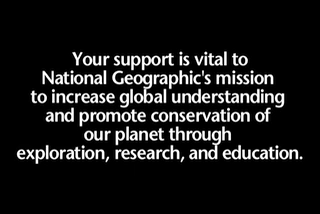 Your support is vital to
National Geographic's mission
to increase global understanding
and promote conservation of
our planet through
exploration, research, and education.